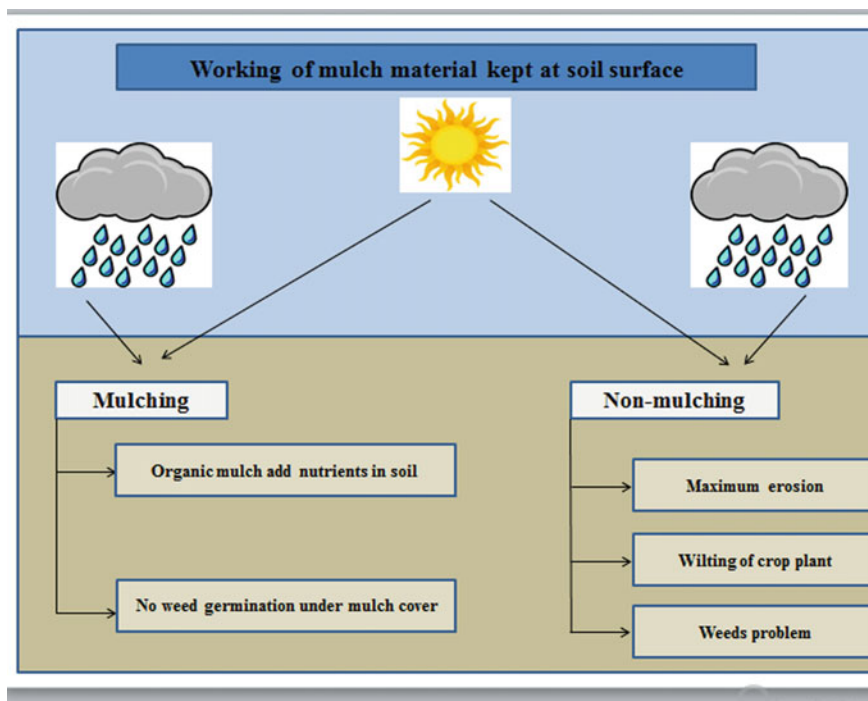 Working of mulch material kept at soil surface
Mulching
Organic mulch add nutrients in soil
No weed germination under mulch cover
Non-mulching
Maximum erosion
Wilting of crop plant
Weeds problem